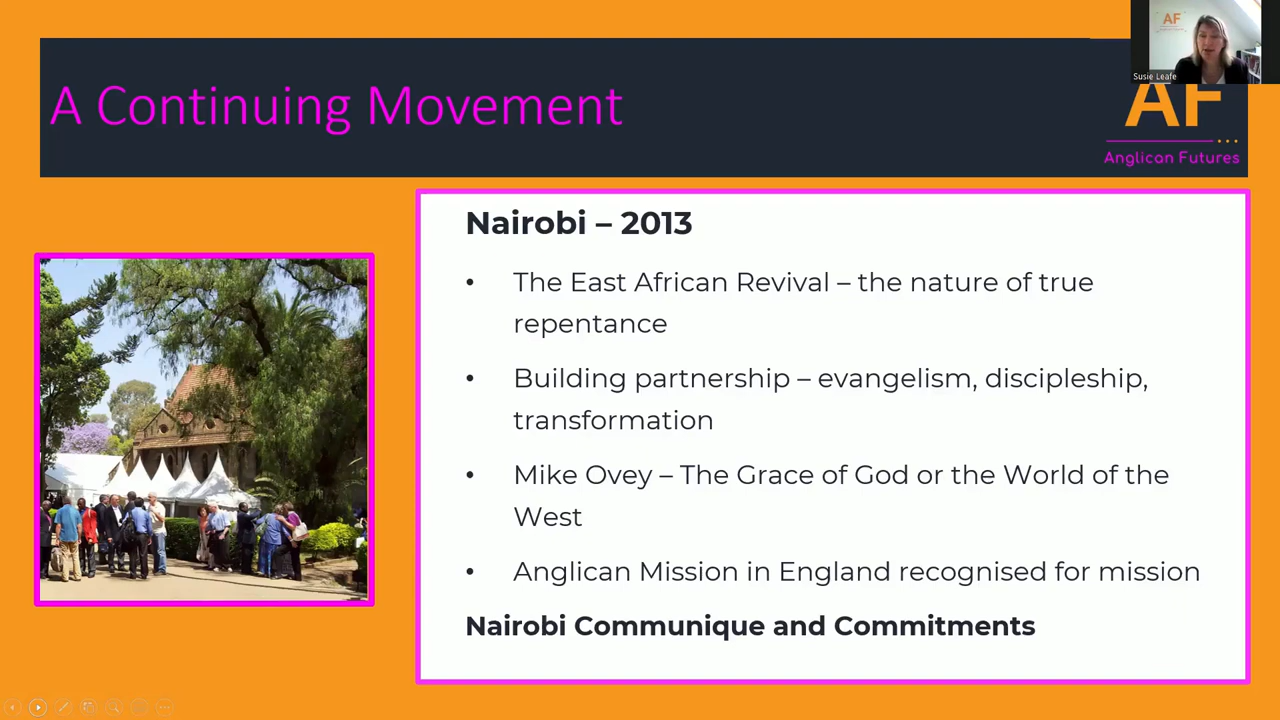 AF
Susie Leafe
A Continuing Movement
AF
Anglican Futures
Nairobi – 2013
• The East African Revival – the nature of true
repentance
• Building partnership – evangelism, discipleship,
transformation
• Mike Ovey – The Grace of God or the World of the
West
• Anglican Mission in England recognised for mission
Nairobi Communique and Commitments